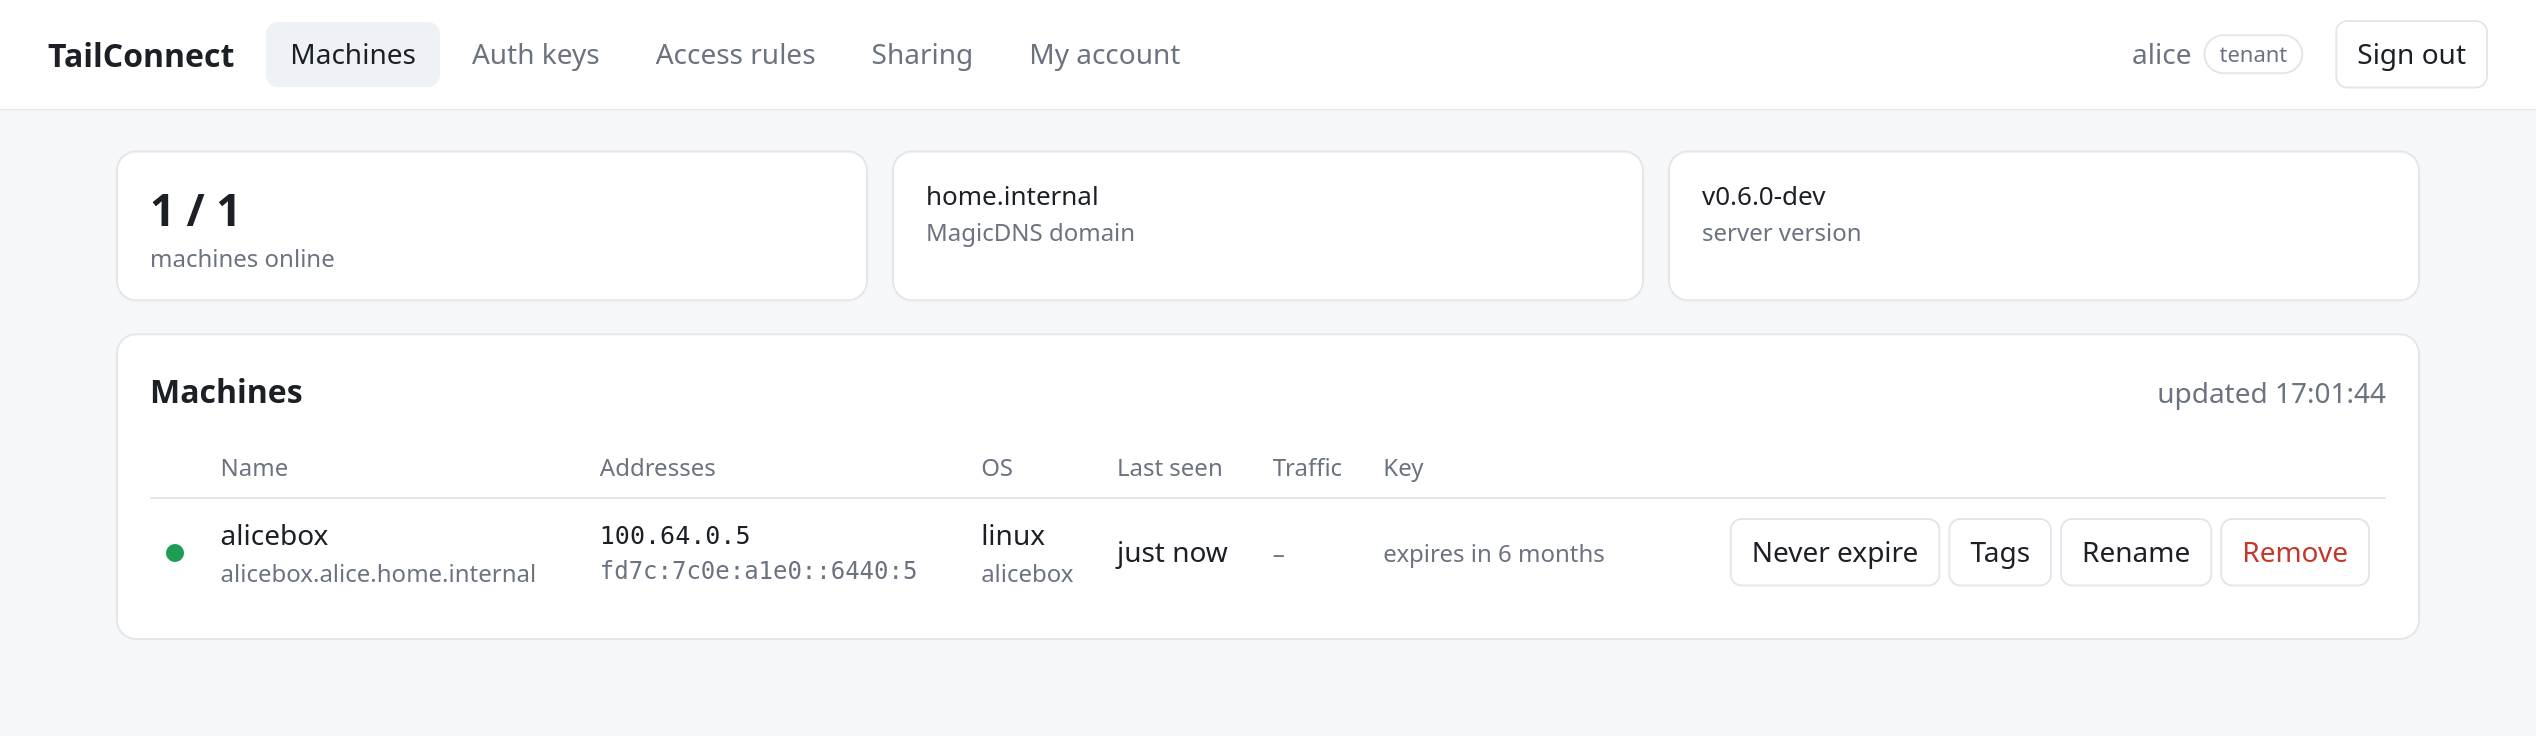 TailConnect Machines Auth keys Access rules Sharing My account alice tenant Sign out
1 / 1
machines online
home.internal
MagicDNS domain
v0.6.0-dev
server version
Machines updated 17:01:44
Name Addresses OS Last seen Traffic Key
alicebox 100.64.0.5 linux just now – expires in 6 months Never expire Tags Rename Remove
alicebox.alice.home.internal fd7c:7c0e:a1e0::6440:5 alicebox